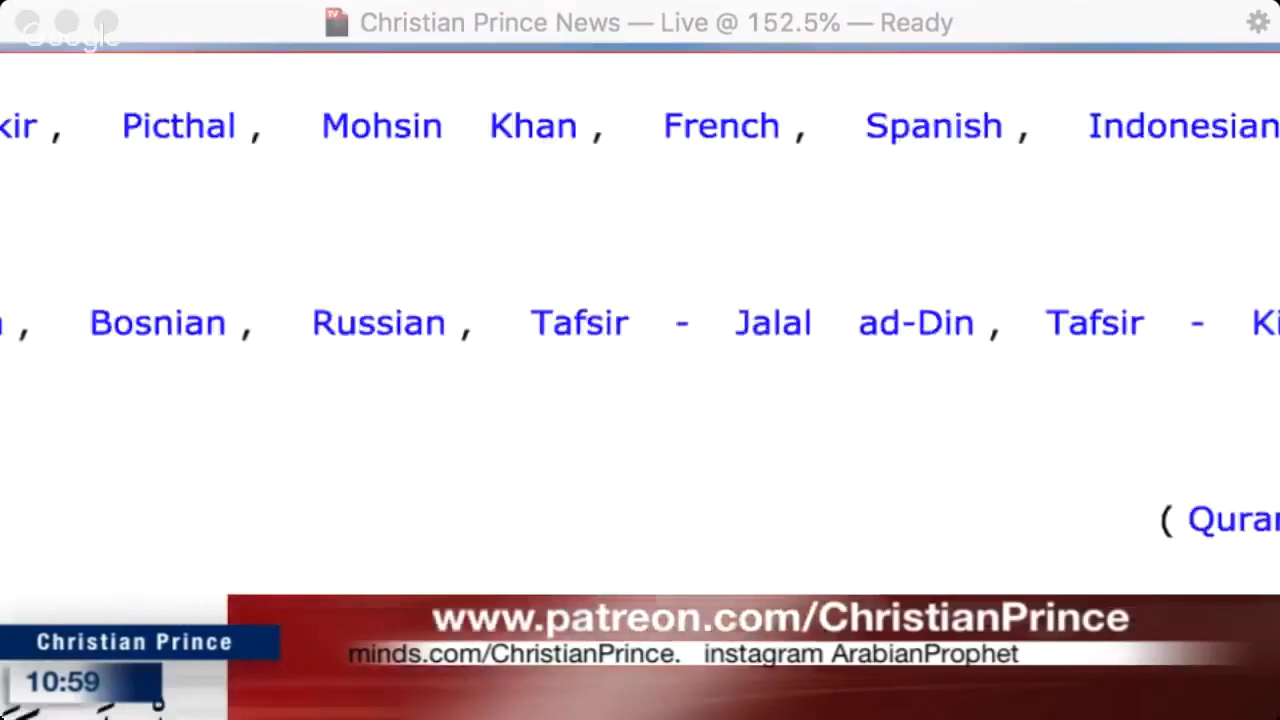 Christian Prince News — Live @ 152.5% — Ready
Google
kir , Picthal , Mohsin Khan , French , Spanish , Indonesian
, Bosnian , Russian , Tafsir - Jalal ad-Din , Tafsir - Ki
( Quran
www.patreon.com/ChristianPrince
Christian Prince
minds.com/ChristianPrince. instagram ArabianProphet
10:59